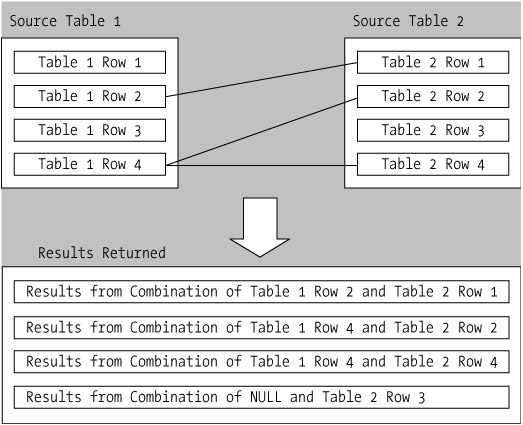 Source Table 1
Source Table 2
Table 1 Row 1
Table 2 Row 1
Table 1 Row 2
Table 2 Row 2
Table 1 Row 3
Table 2 Row 3
Table 1 Row 4
Table 2 Row 4
Results Returned
Results from Combination of Table 1 Row 2 and Table 2 Row 1
Results from Combination of Table 1 Row 4 and Table 2 Row 2
Results from Combination of Table 1 Row 4 and Table 2 Row 4
Results from Combination of NULL and Table 2 Row 3